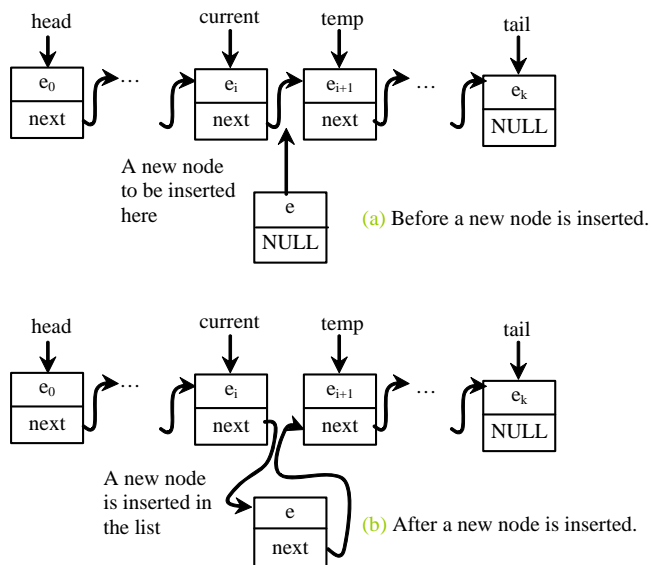 head current temp tail
e0 … ei ei+1 … ek
next next next NULL
A new node
to be inserted
here
e
NULL
(a) Before a new node is inserted.
head current temp tail
e0 … ei ei+1 … ek
next next next NULL
A new node
is inserted in
the list
e
next
(b) After a new node is inserted.